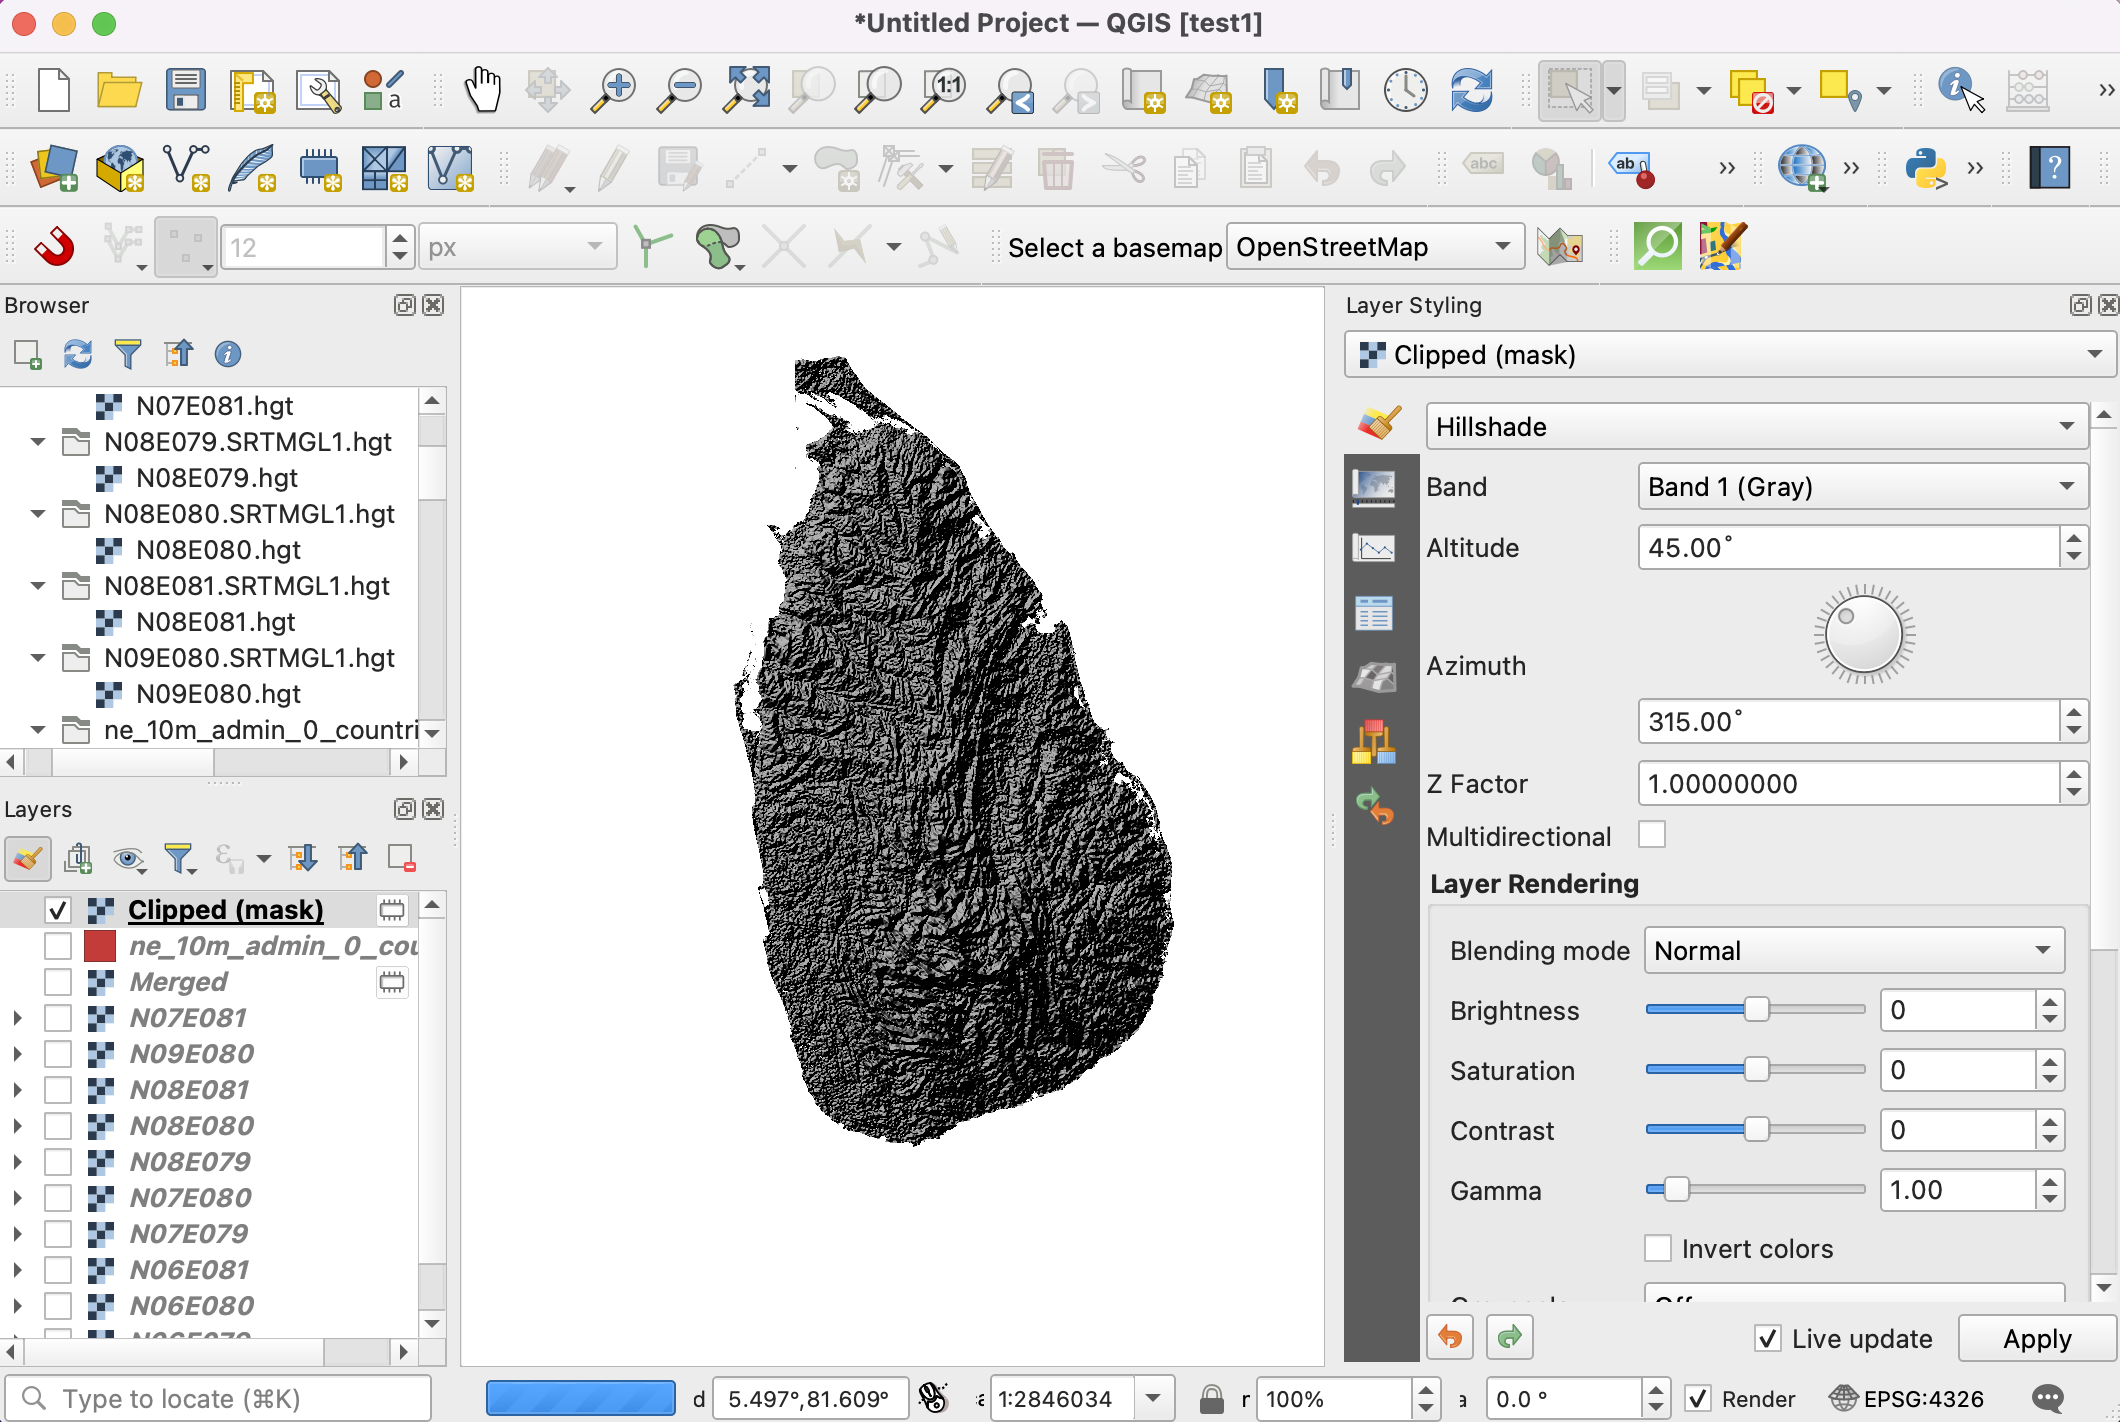 *Untitled Project — QGIS [test1]
1:1
a
abc
ab
12
px
Select a basemap
OpenStreetMap
Browser
N07E081.hgt
N08E079.SRTMGL1.hgt
N08E079.hgt
N08E080.SRTMGL1.hgt
N08E080.hgt
N08E081.SRTMGL1.hgt
N08E081.hgt
N09E080.SRTMGL1.hgt
N09E080.hgt
ne_10m_admin_0_countri
Layers
Clipped (mask)
ne_10m_admin_0_cou
Merged
N07E081
N09E080
N08E081
N08E080
N08E079
N07E080
N07E079
N06E081
N06E080
Layer Styling
Clipped (mask)
Hillshade
Band
Band 1 (Gray)
Altitude
45.00°
Azimuth
315.00°
Z Factor
1.00000000
Multidirectional
Layer Rendering
Blending mode
Normal
Brightness
0
Saturation
0
Contrast
0
Gamma
1.00
Invert colors
Live update
Apply
Type to locate (⌘K)
d
5.497°,81.609°
1:2846034
r
100%
0.0 °
Render
EPSG:4326